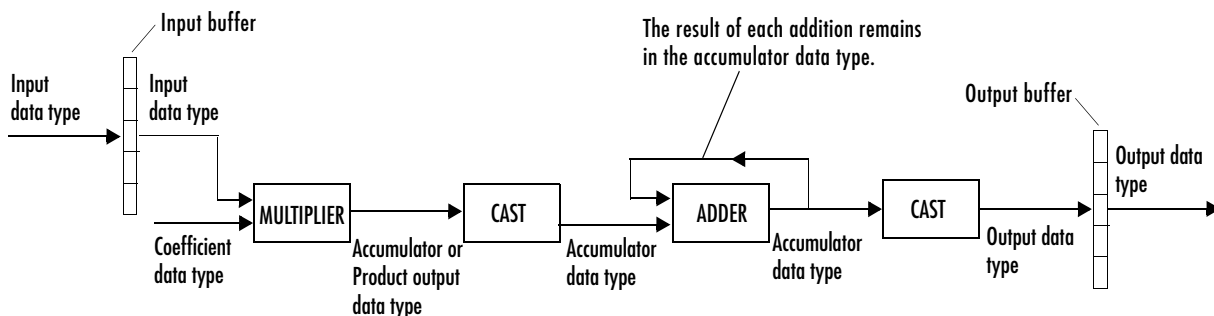 Input buffer
The result of each addition remains
in the accumulator data type.
Input
data type
Input
data type
Output buffer
Output data
type
MULTIPLIER
CAST
ADDER
CAST
Coefficient
data type
Accumulator or
Product output
data type
Accumulator
data type
Accumulator
data type
Output data
type